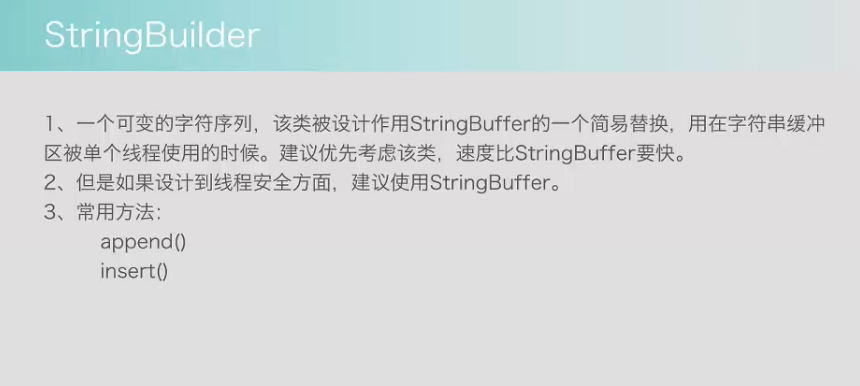 StringBuilder
1、一个可变的字符序列，该类被设计作用StringBuffer的一个简易替换，用在字符串缓冲
区被单个线程使用的时候。建议优先考虑该类，速度比StringBuffer要快。
2、但是如果设计到线程安全方面，建议使用StringBuffer。
3、常用方法：
append()
insert()